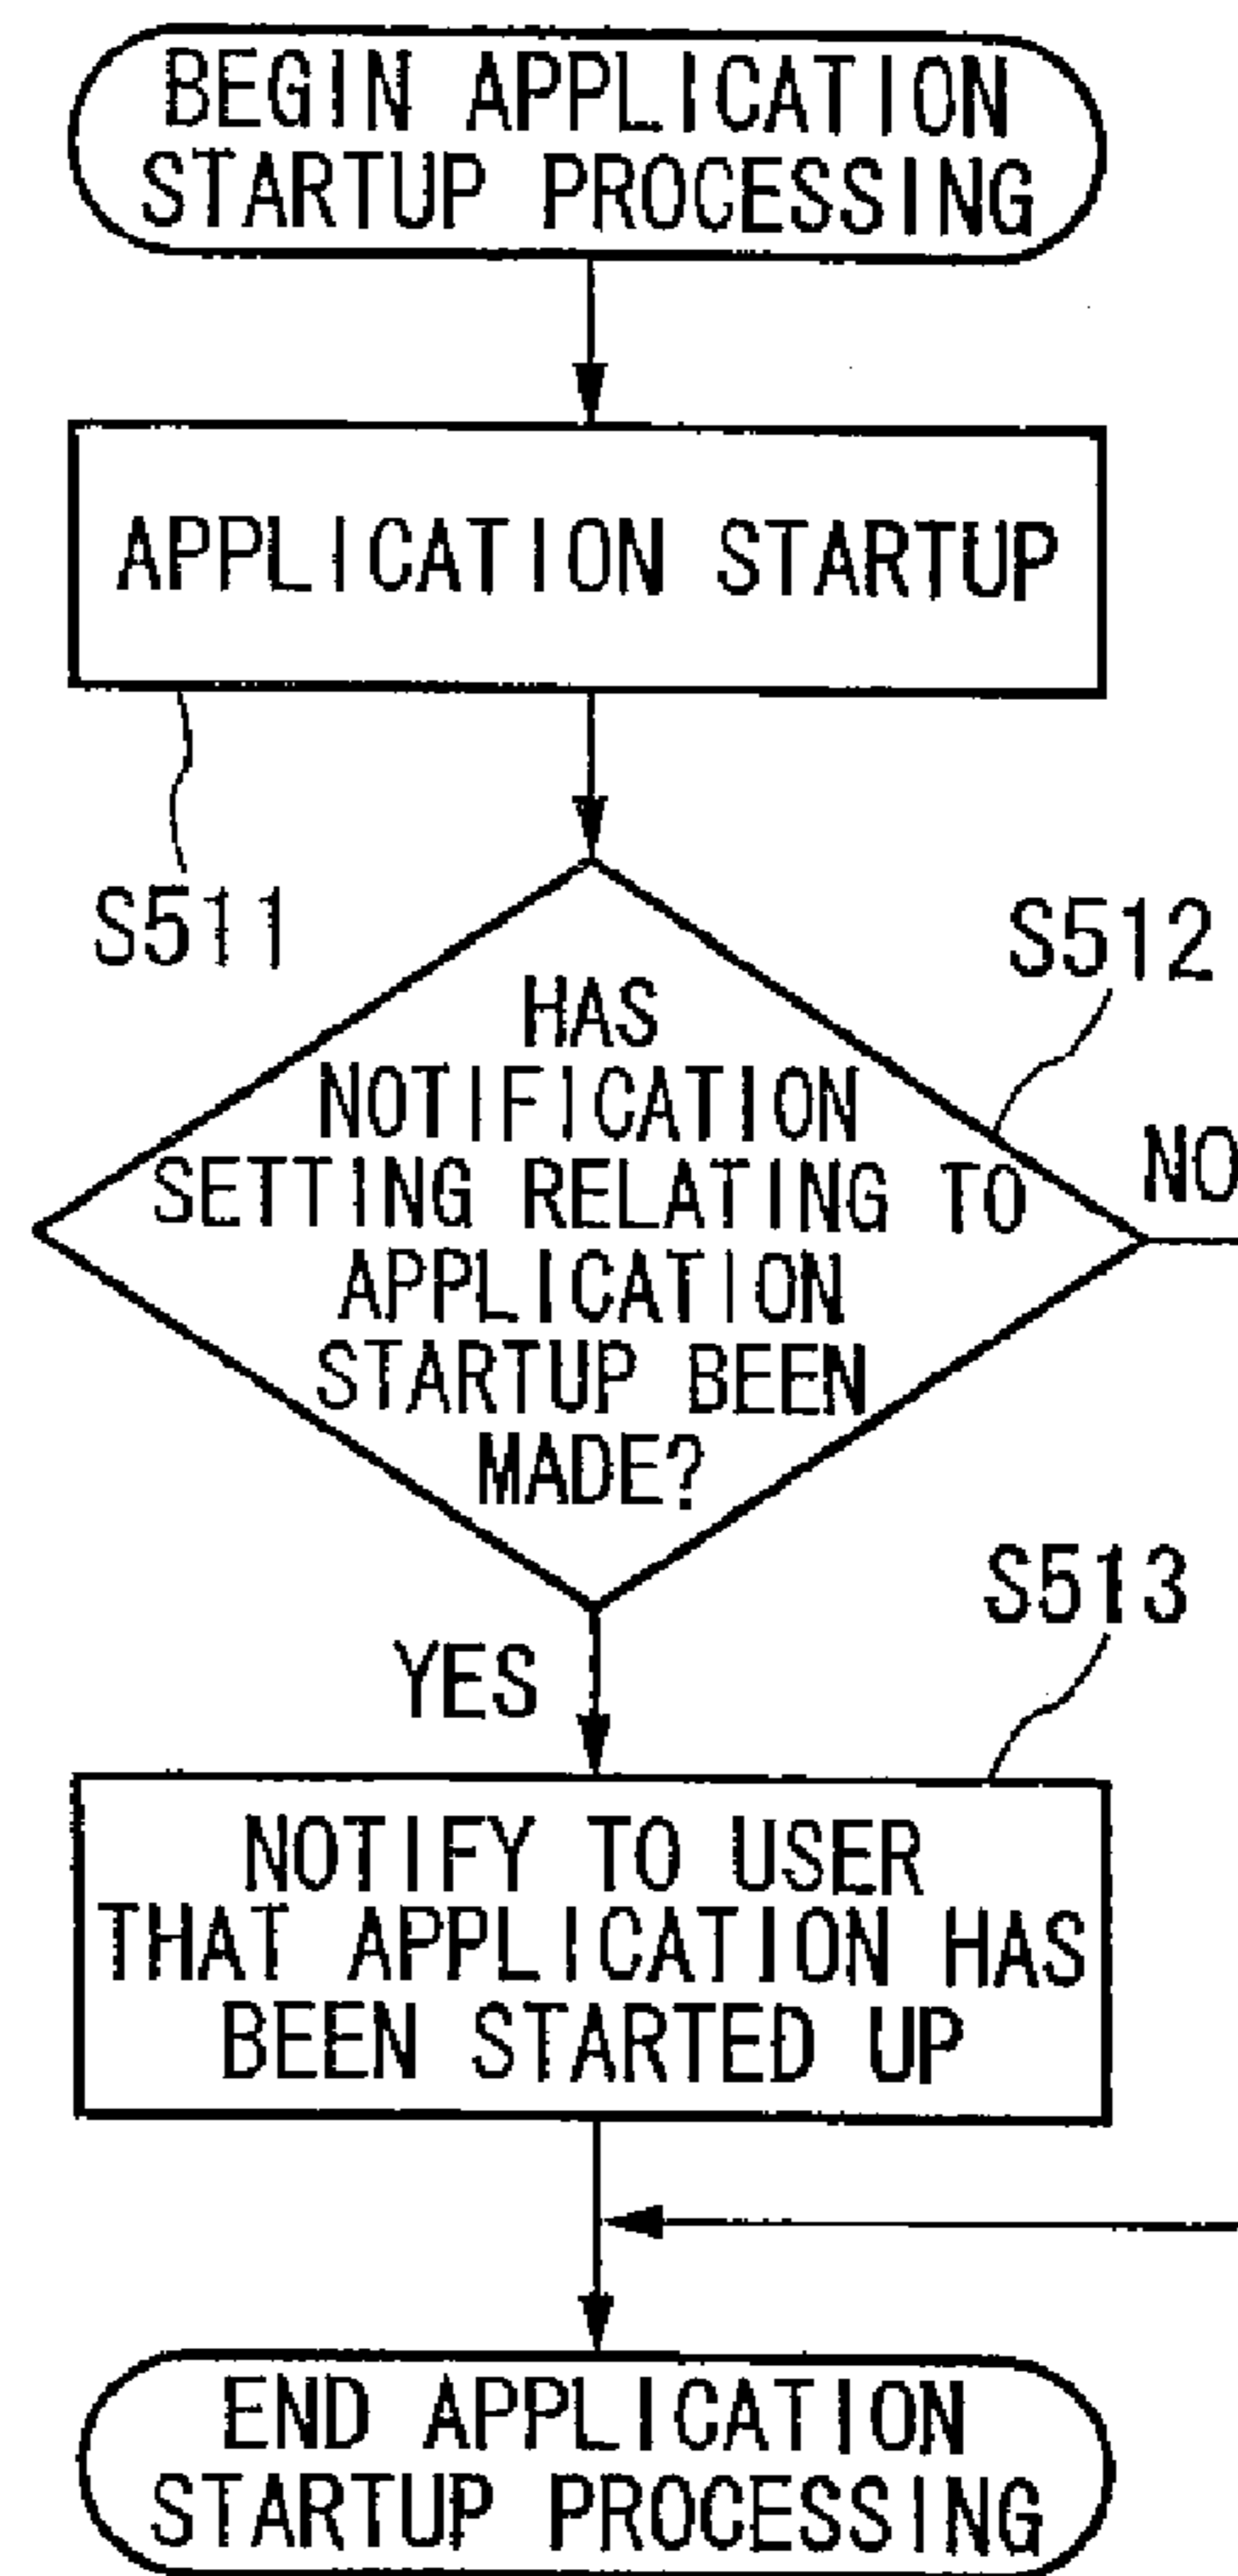 BEGIN APPLICATION
STARTUP PROCESSING
APPLICATION STARTUP
S511
S512
HAS
NOTIFICATION
SETTING RELATING TO
APPLICATION
STARTUP BEEN
MADE?
NO
YES
S513
NOTIFY TO USER
THAT APPLICATION HAS
BEEN STARTED UP
END APPLICATION
STARTUP PROCESSING